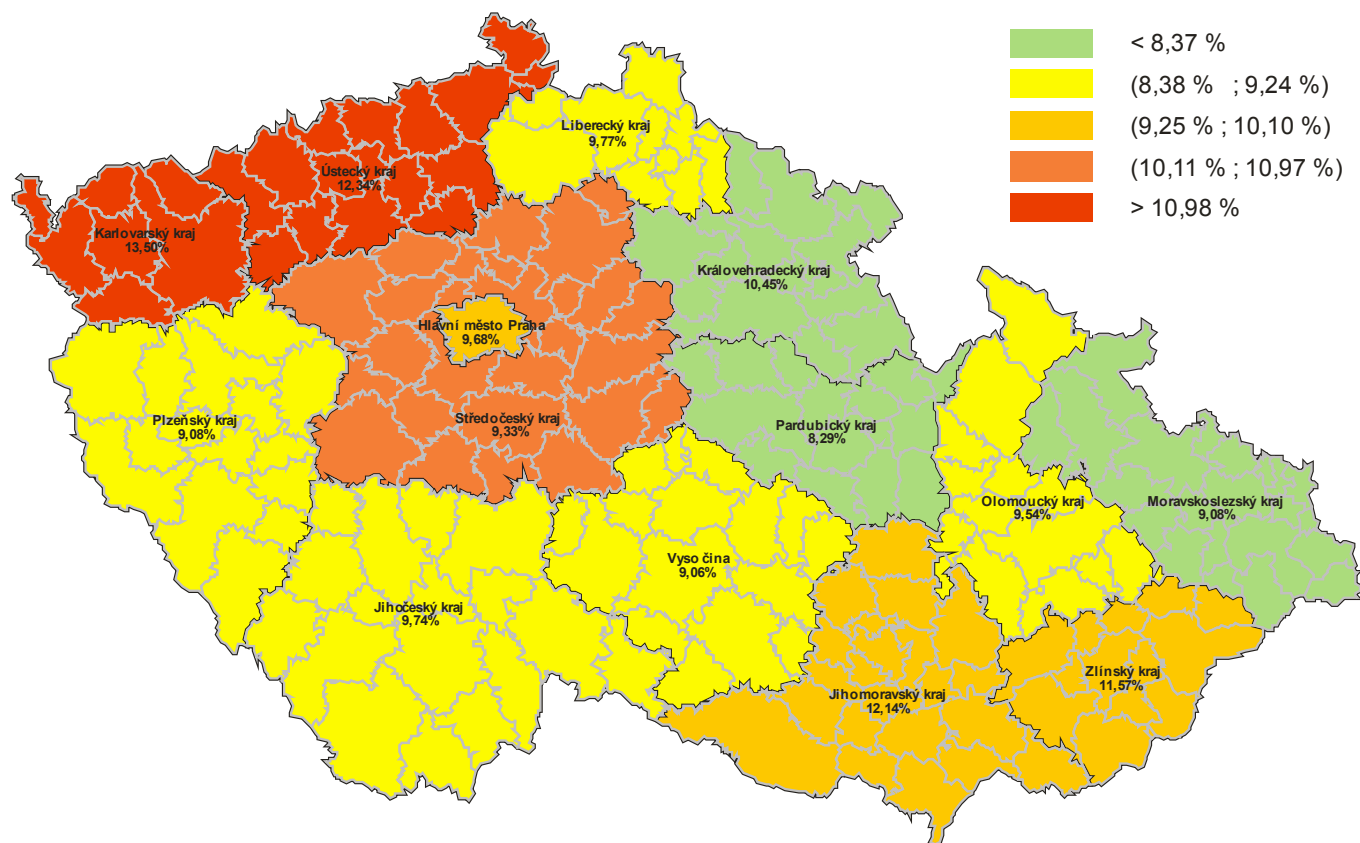 < 8,37 %
(8,38 % ; 9,24 %)
(9,25 % ; 10,10 %)
(10,11 % ; 10,97 %)
> 10,98 %
Liberecký kraj
9,77%
Ústecký kraj
12,34%
Karlovarský kraj
13,50%
Královehradecký kraj
10,45%
Hlavní město Praha
9,68%
Plzeňský kraj
9,08%
Středočeský kraj
9,33%
Pardubický kraj
8,29%
Olomoucký kraj
9,54%
Moravskoslezský kraj
9,08%
Vyso čina
9,06%
Jihočeský kraj
9,74%
Zlínský kraj
11,57%
Jihomoravský kraj
12,14%